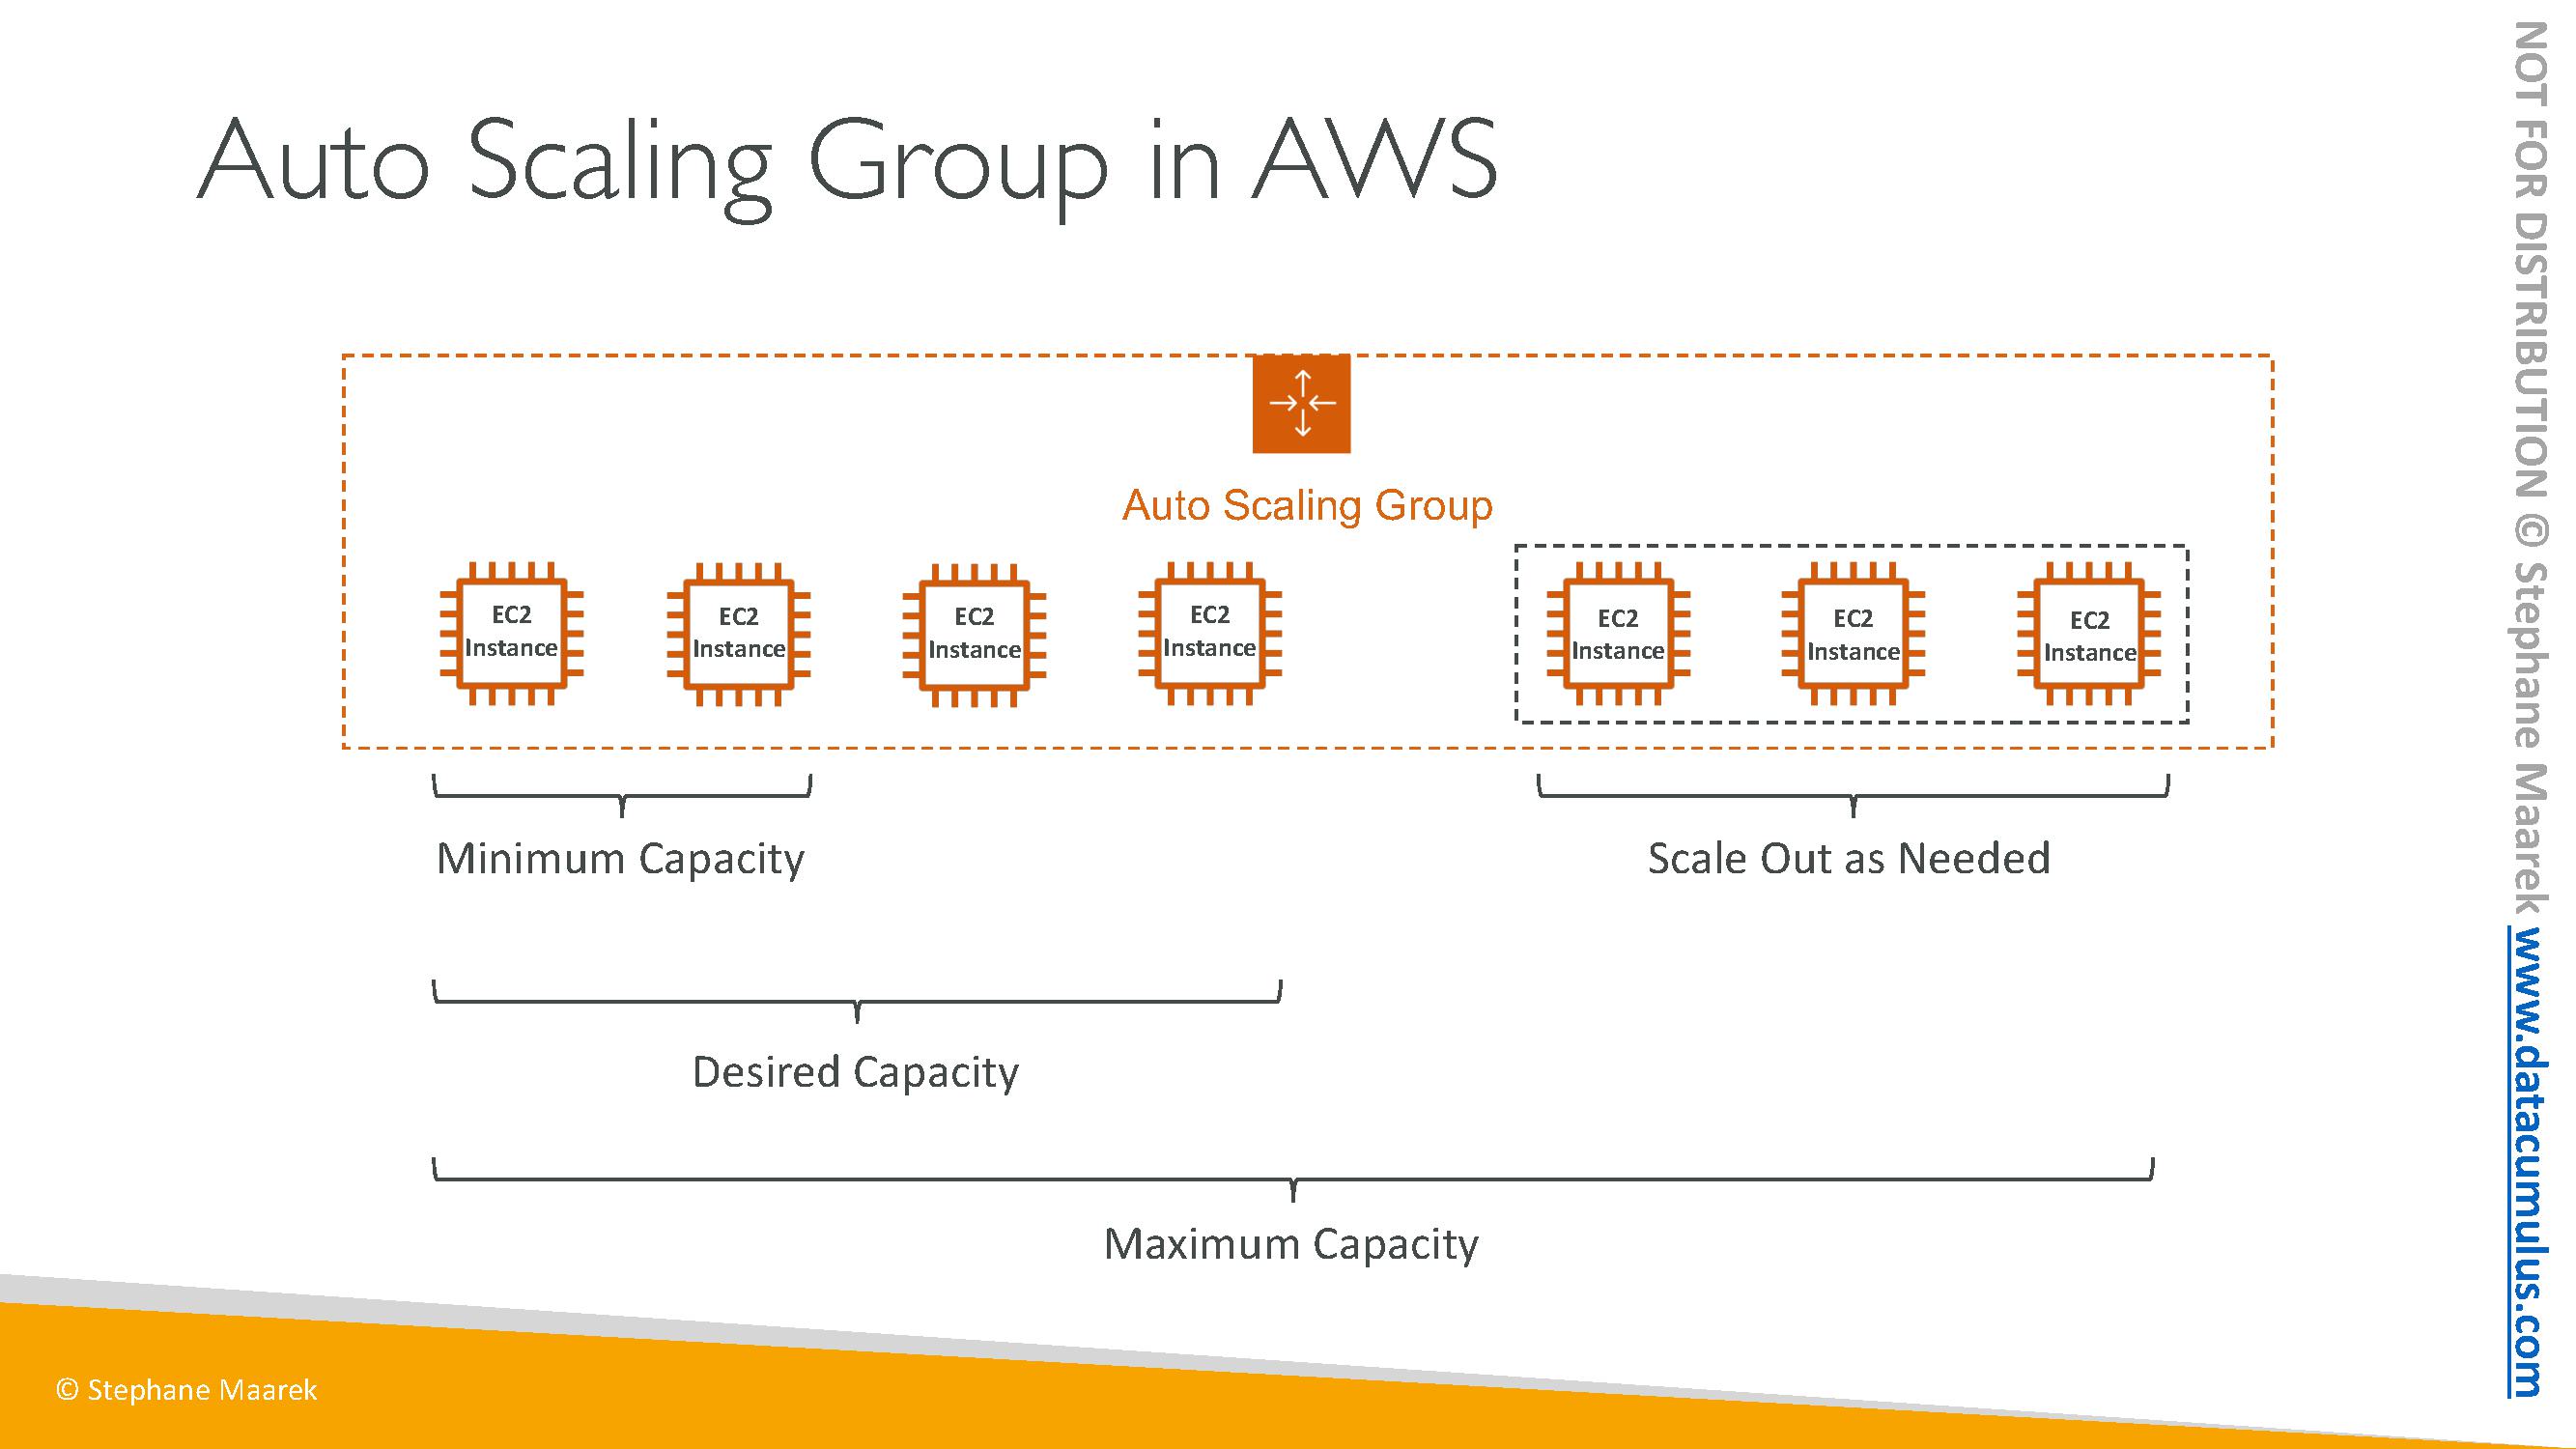 Auto Scaling Group in AWS
Auto Scaling Group
EC2
Instance
EC2
Instance
EC2
Instance
EC2
Instance
EC2
Instance
EC2
Instance
EC2
Instance
Minimum Capacity
Scale Out as Needed
Desired Capacity
Maximum Capacity
© Stephane Maarek
NOT FOR DISTRIBUTION © Stephane Maarek www.datacumulus.com